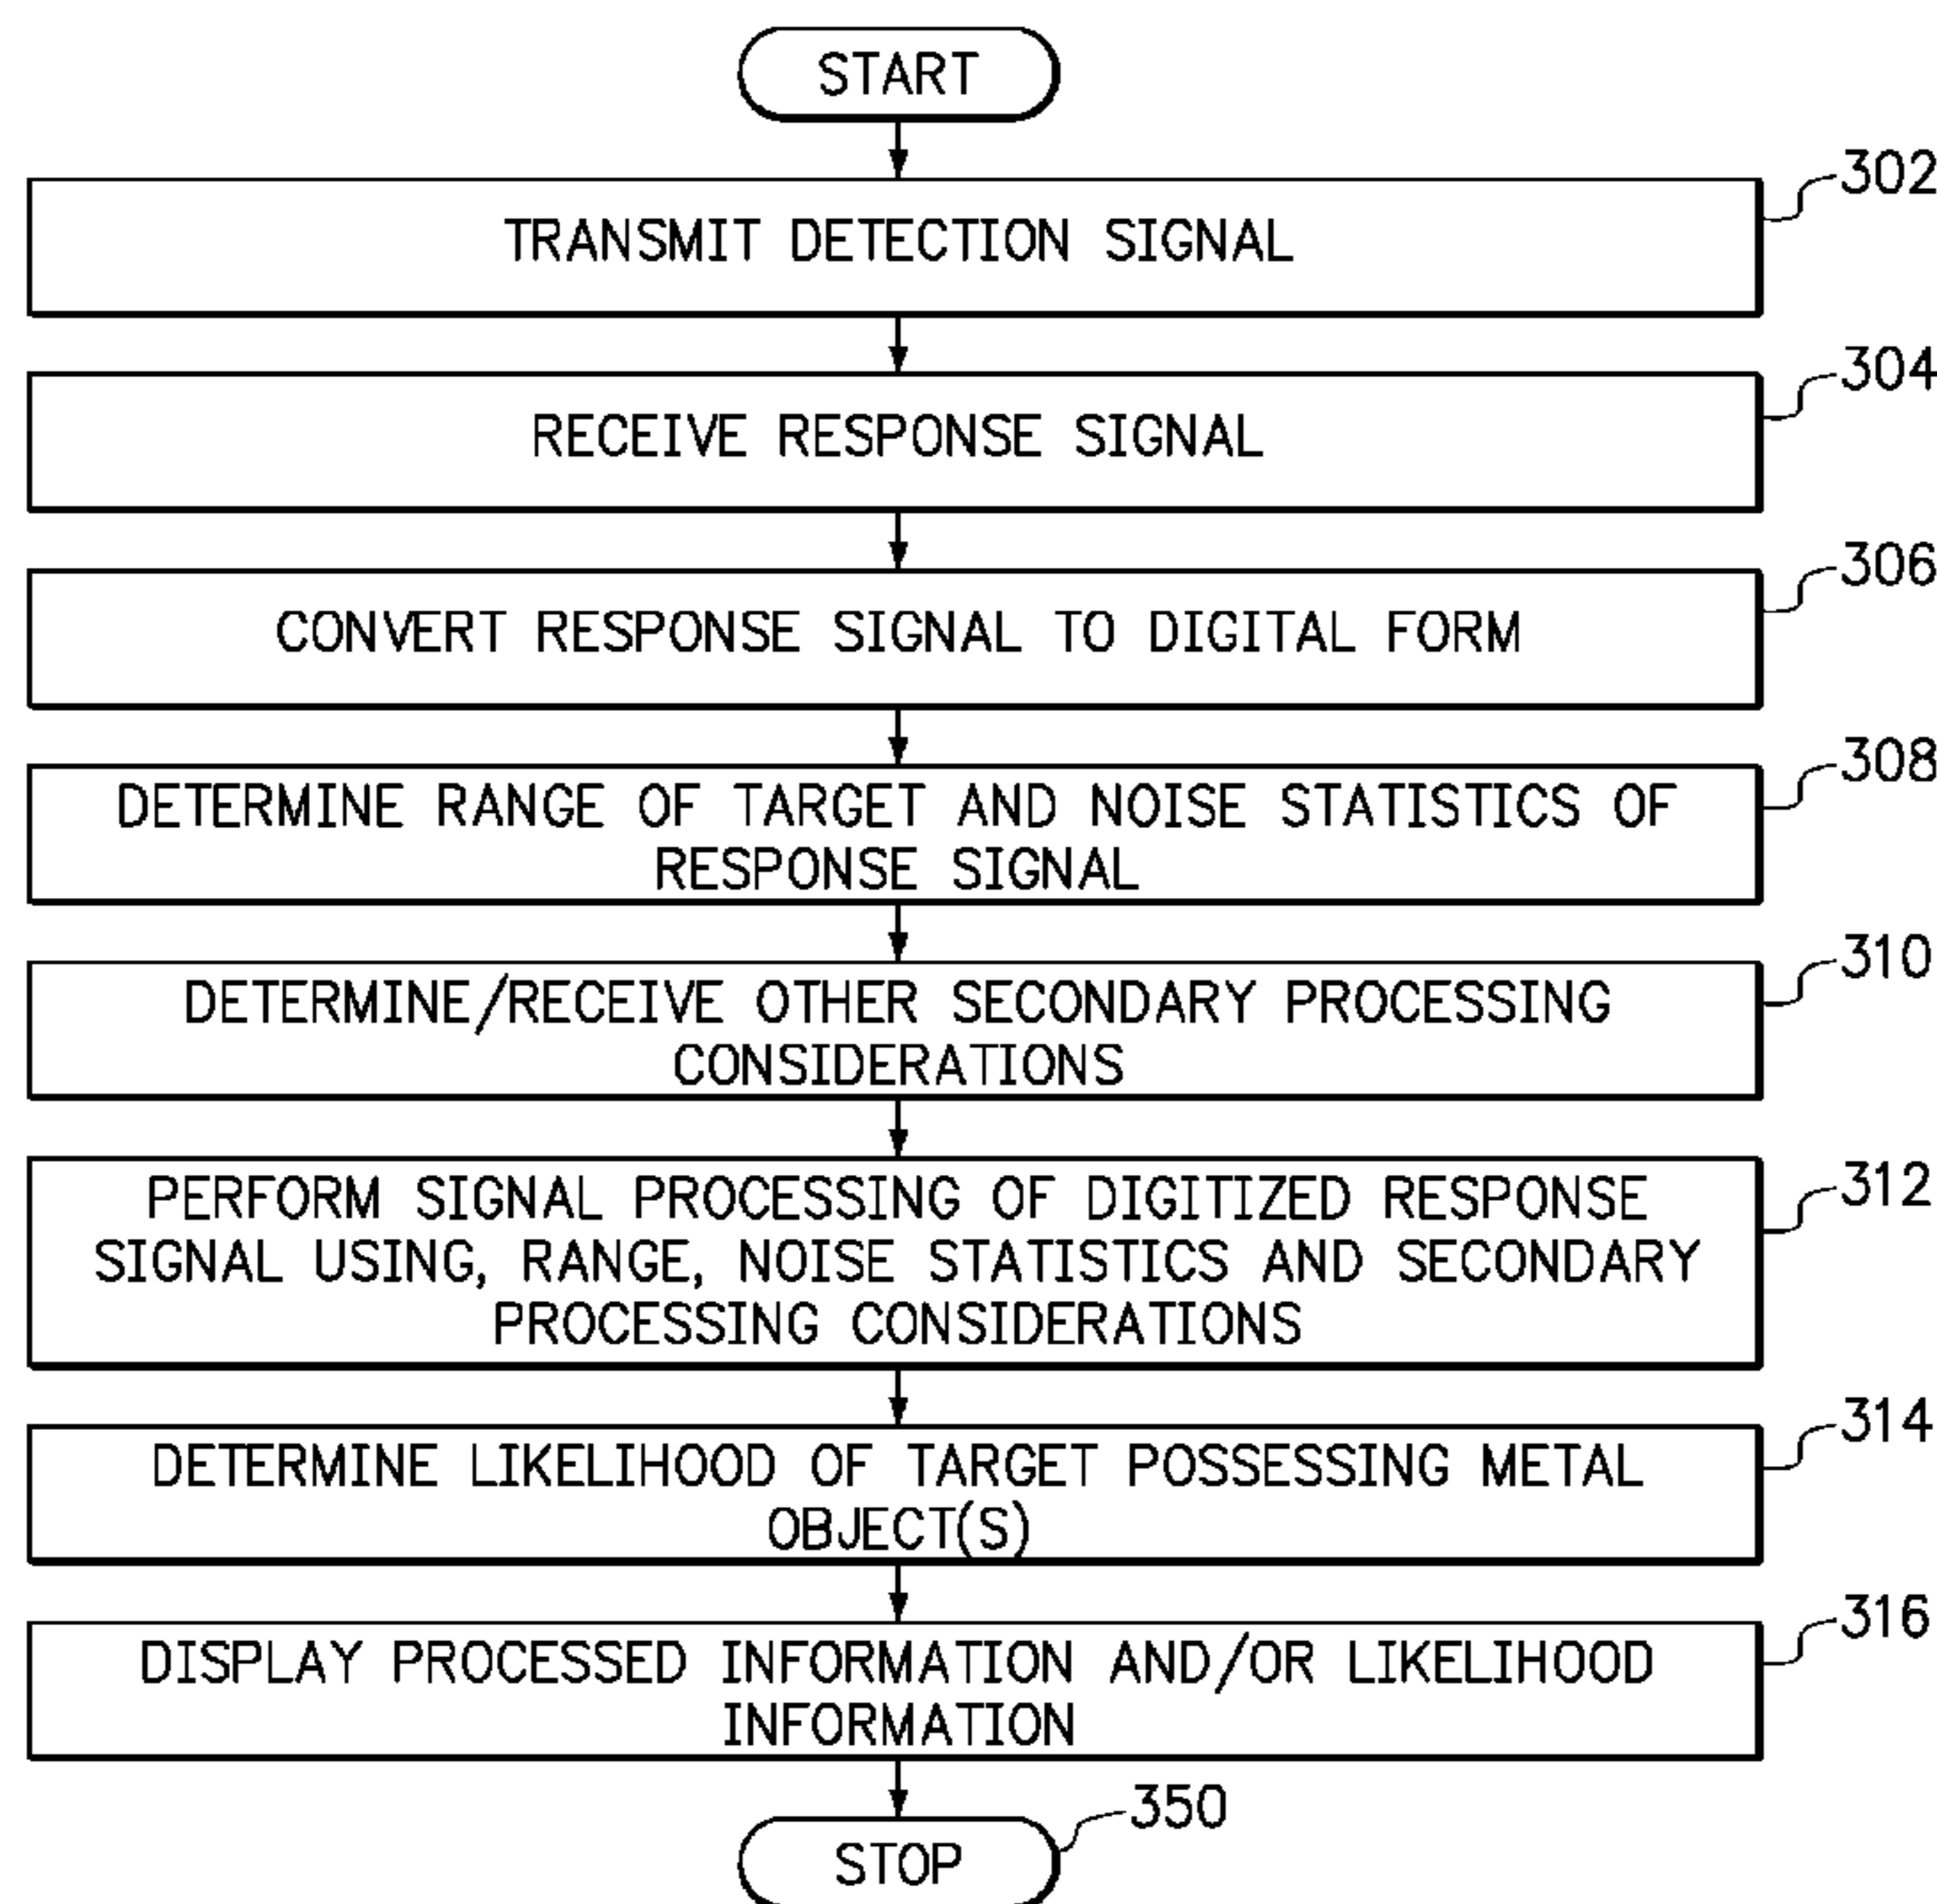 START
302
TRANSMIT DETECTION SIGNAL
304
RECEIVE RESPONSE SIGNAL
306
CONVERT RESPONSE SIGNAL TO DIGITAL FORM
308
DETERMINE RANGE OF TARGET AND NOISE STATISTICS OF
RESPONSE SIGNAL
310
DETERMINE/RECEIVE OTHER SECONDARY PROCESSING
CONSIDERATIONS
312
PERFORM SIGNAL PROCESSING OF DIGITIZED RESPONSE
SIGNAL USING, RANGE, NOISE STATISTICS AND SECONDARY
PROCESSING CONSIDERATIONS
314
DETERMINE LIKELIHOOD OF TARGET POSSESSING METAL
OBJECT(S)
316
DISPLAY PROCESSED INFORMATION AND/OR LIKELIHOOD
INFORMATION
350
STOP